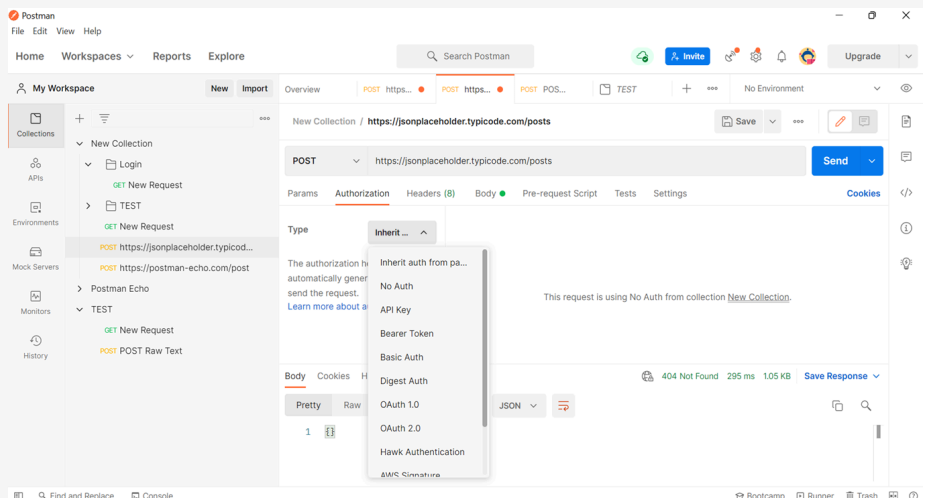 Postman
File Edit View Help
Home Workspaces Reports Explore Search Postman Invite Upgrade
My Workspace New Import Overview POST https... POST https... POST POS... TEST No Environment
Collections
New Collection / https://jsonplaceholder.typicode.com/posts Save
New Collection
Login
GET New Request
TEST
GET New Request
POST https://jsonplaceholder.typicod...
POST https://postman-echo.com/post
Postman Echo
TEST
GET New Request
POST POST Raw Text
APIs
Environments
Mock Servers
Monitors
History
POST https://jsonplaceholder.typicode.com/posts Send
Params Authorization Headers (8) Body Pre-request Script Tests Settings Cookies
Type Inherit ...
The authorization h
automatically gener
send the request.
Learn more about a
Inherit auth from pa...
No Auth
API Key
Bearer Token
Basic Auth
Digest Auth
OAuth 1.0
OAuth 2.0
Hawk Authentication
AWS Signature
This request is using No Auth from collection New Collection.
Body Cookies H 404 Not Found 295 ms 1.05 KB Save Response
Pretty Raw JSON
1 {}
Find and Replace Console Bootcamp Runner Trash